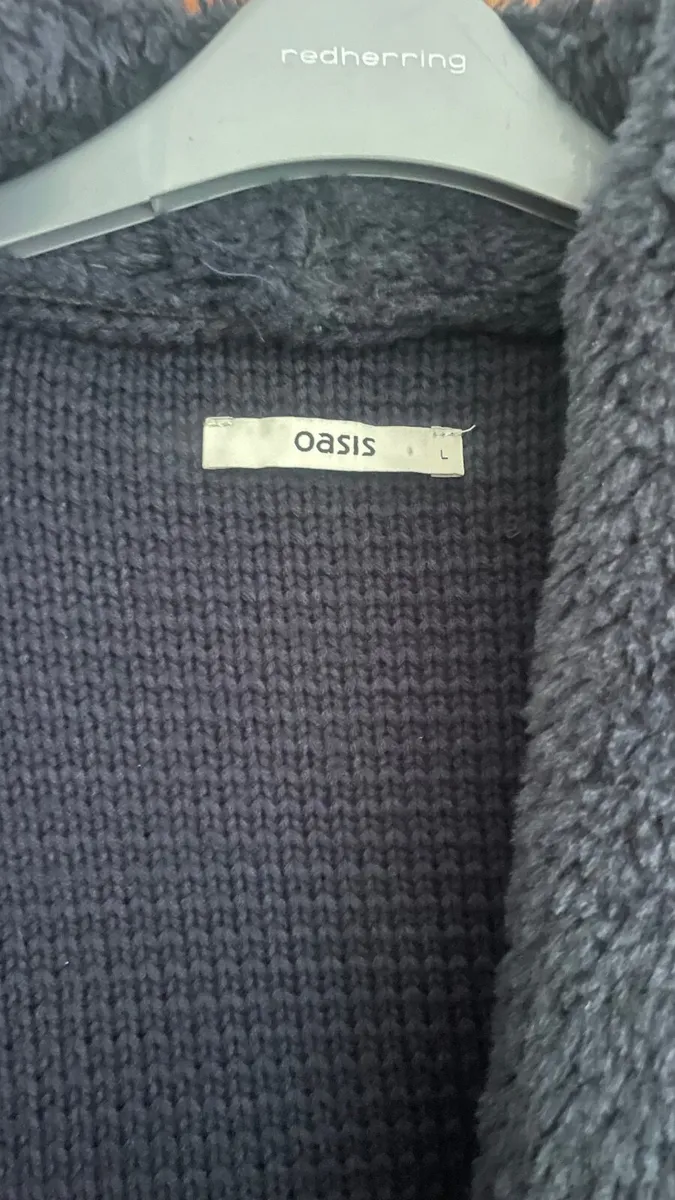 redherring
oasis
L